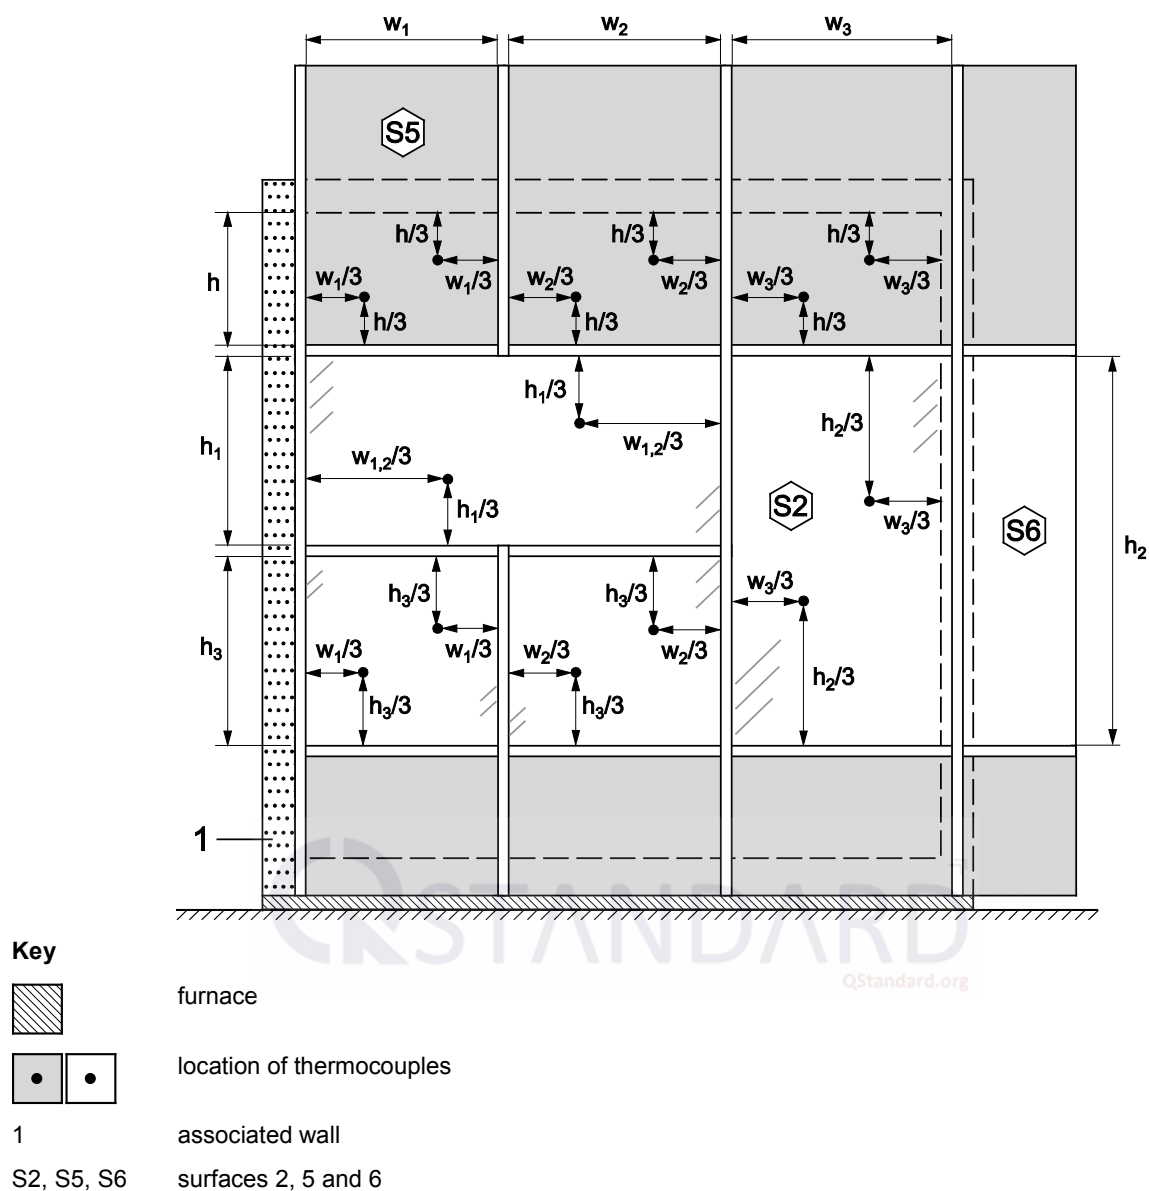 w1 w2 w3
S5
h/3 h/3 h/3
h w1/3 w1/3 w2/3 w2/3 w3/3 w3/3
h/3 h/3 h/3
h1/3
h1 w1,2/3 w1,2/3 h2/3
h1/3 S2 w3/3 S6 h2
h3/3 h3/3 w3/3
h3 w1/3 w1/3 w2/3 w2/3
h3/3 h3/3 h2/3
1
QSTANDARD
QStandard.org
Key
furnace
location of thermocouples
1 associated wall
S2, S5, S6 surfaces 2, 5 and 6